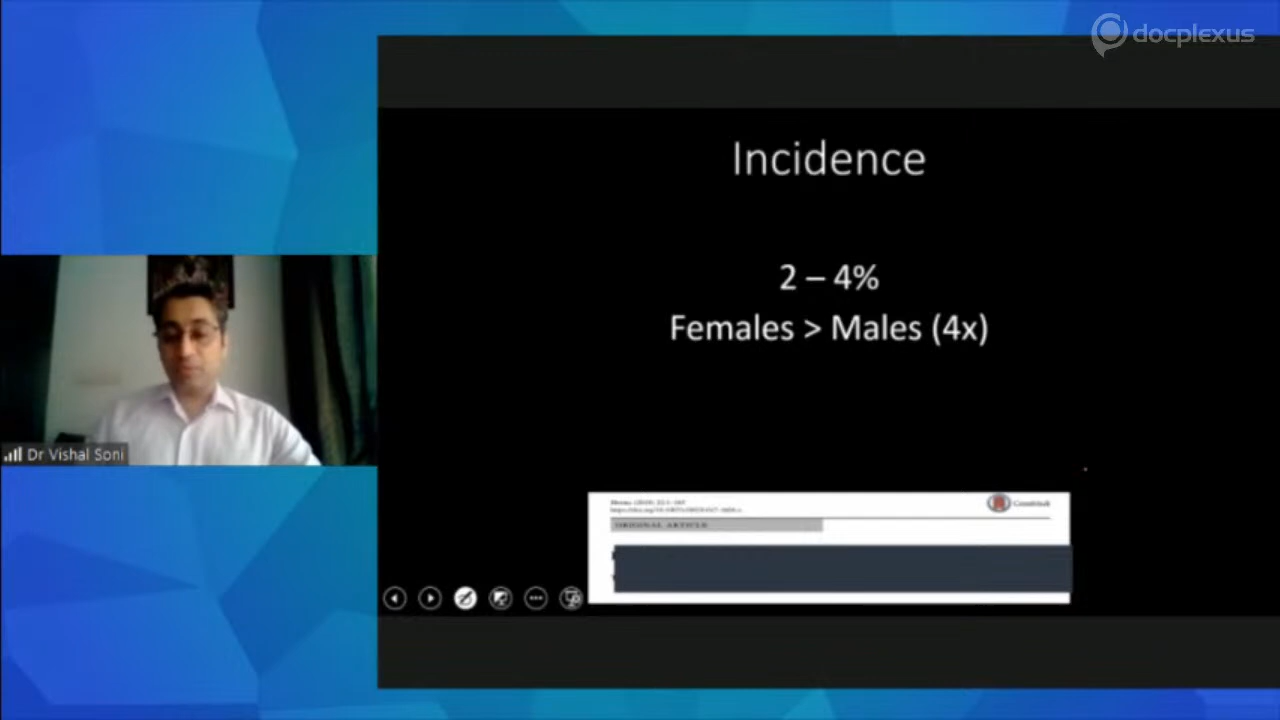 docplexus
Incidence
2 – 4%
Females > Males (4x)
Dr Vishal Soni
ORIGINAL ARTICLE